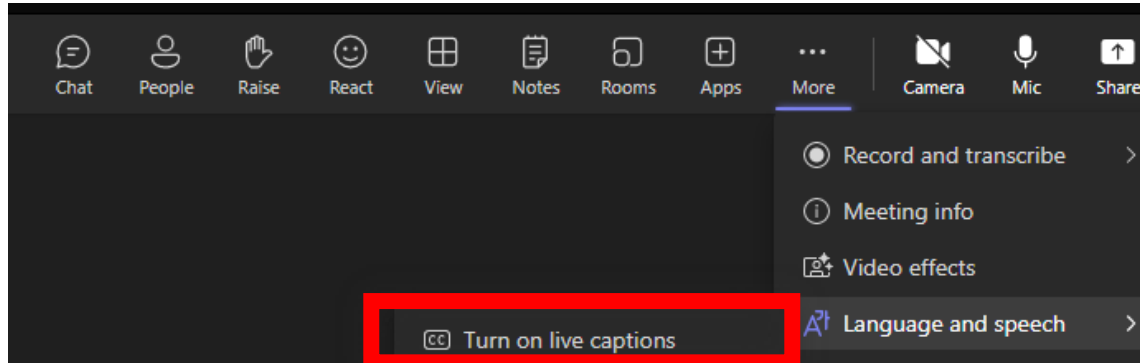 Chat People Raise React View Notes Rooms Apps More Camera Mic Share
Record and transcribe
Meeting info
Video effects
Language and speech
CC Turn on live captions